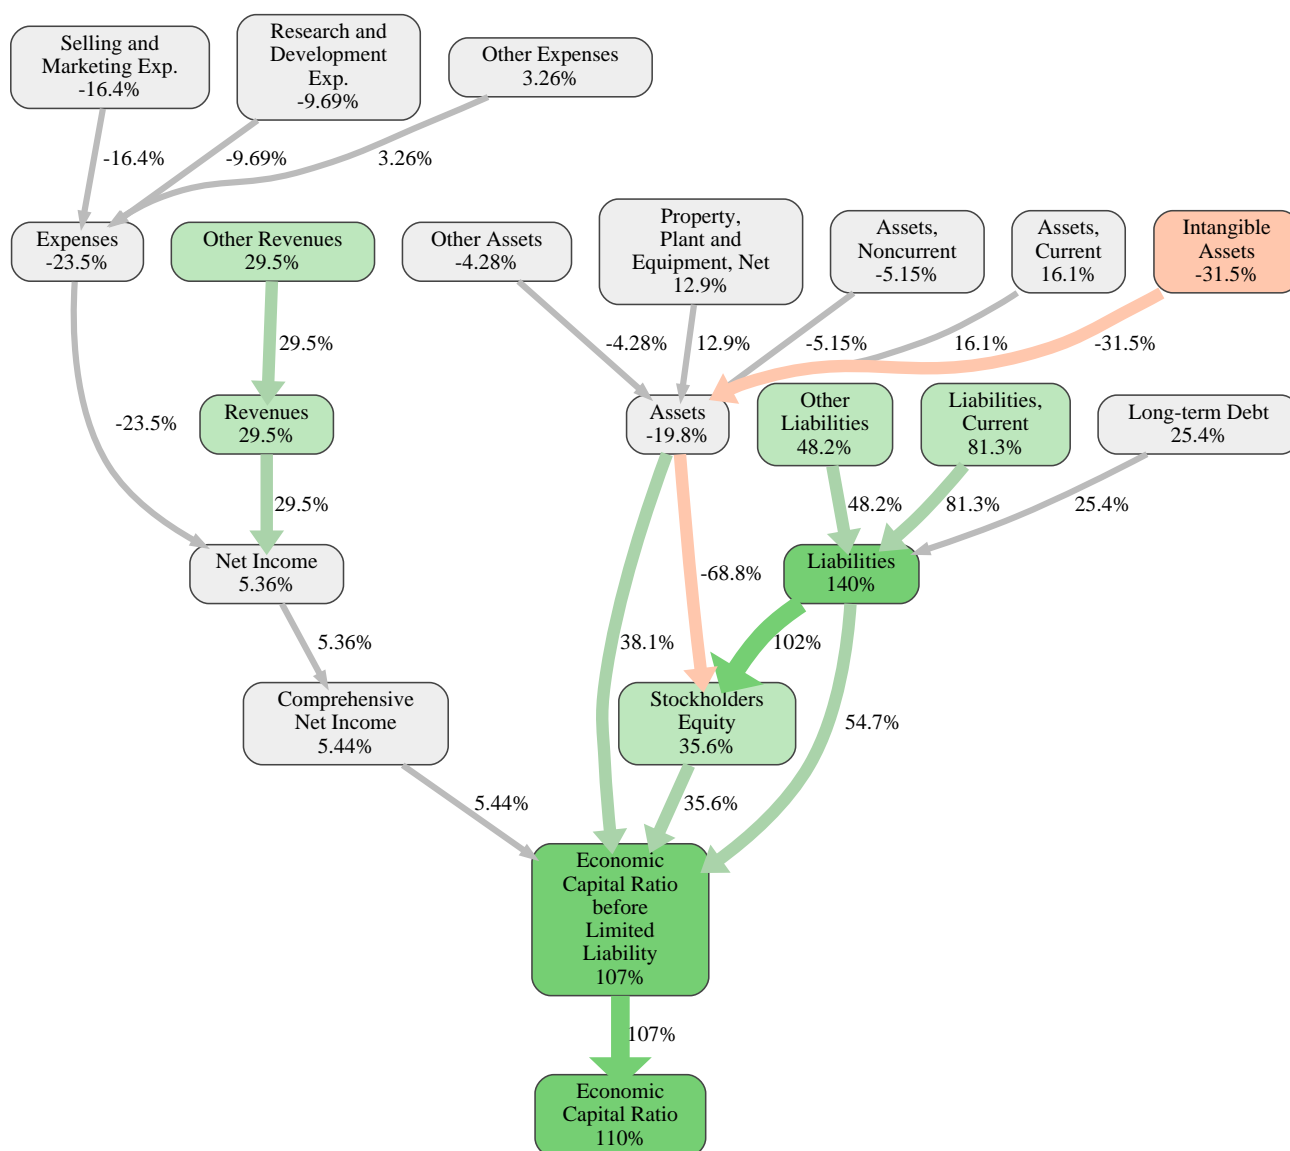 Selling and
Marketing Exp.
-16.4%
Research and
Development
Exp.
-9.69%
Other Expenses
3.26%
-16.4%
-9.69%
3.26%
Expenses
-23.5%
Other Revenues
29.5%
Other Assets
-4.28%
Property,
Plant and
Equipment, Net
12.9%
Assets,
Noncurrent
-5.15%
Assets,
Current
16.1%
Intangible
Assets
-31.5%
29.5%
-4.28%
12.9%
-5.15%
16.1%
-31.5%
-23.5%
Revenues
29.5%
Assets
-19.8%
Other
Liabilities
48.2%
Liabilities,
Current
81.3%
Long-term Debt
25.4%
29.5%
48.2%
81.3%
25.4%
Net Income
5.36%
-68.8%
Liabilities
140%
5.36%
38.1%
102%
Comprehensive
Net Income
5.44%
Stockholders
Equity
35.6%
54.7%
5.44%
35.6%
Economic
Capital Ratio
before
Limited
Liability
107%
107%
Economic
Capital Ratio
110%